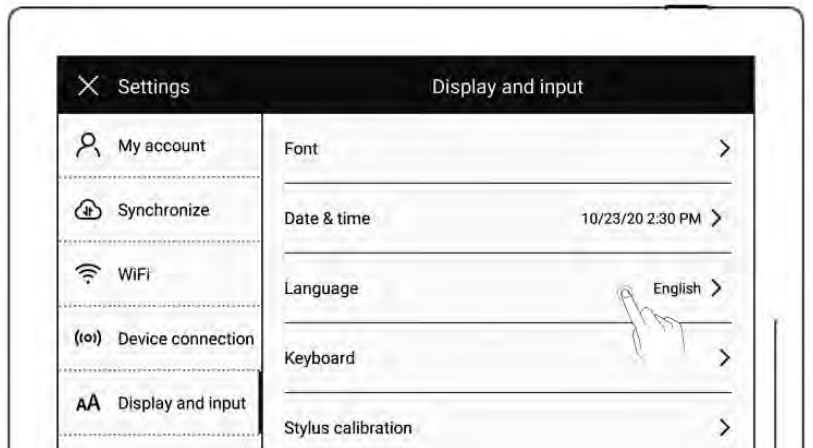 Settings
Display and input
My account
Synchronize
WiFi
Device connection
Display and input
Font
Date & time 10/23/20 2:30 PM
Language English
Keyboard
Stylus calibration